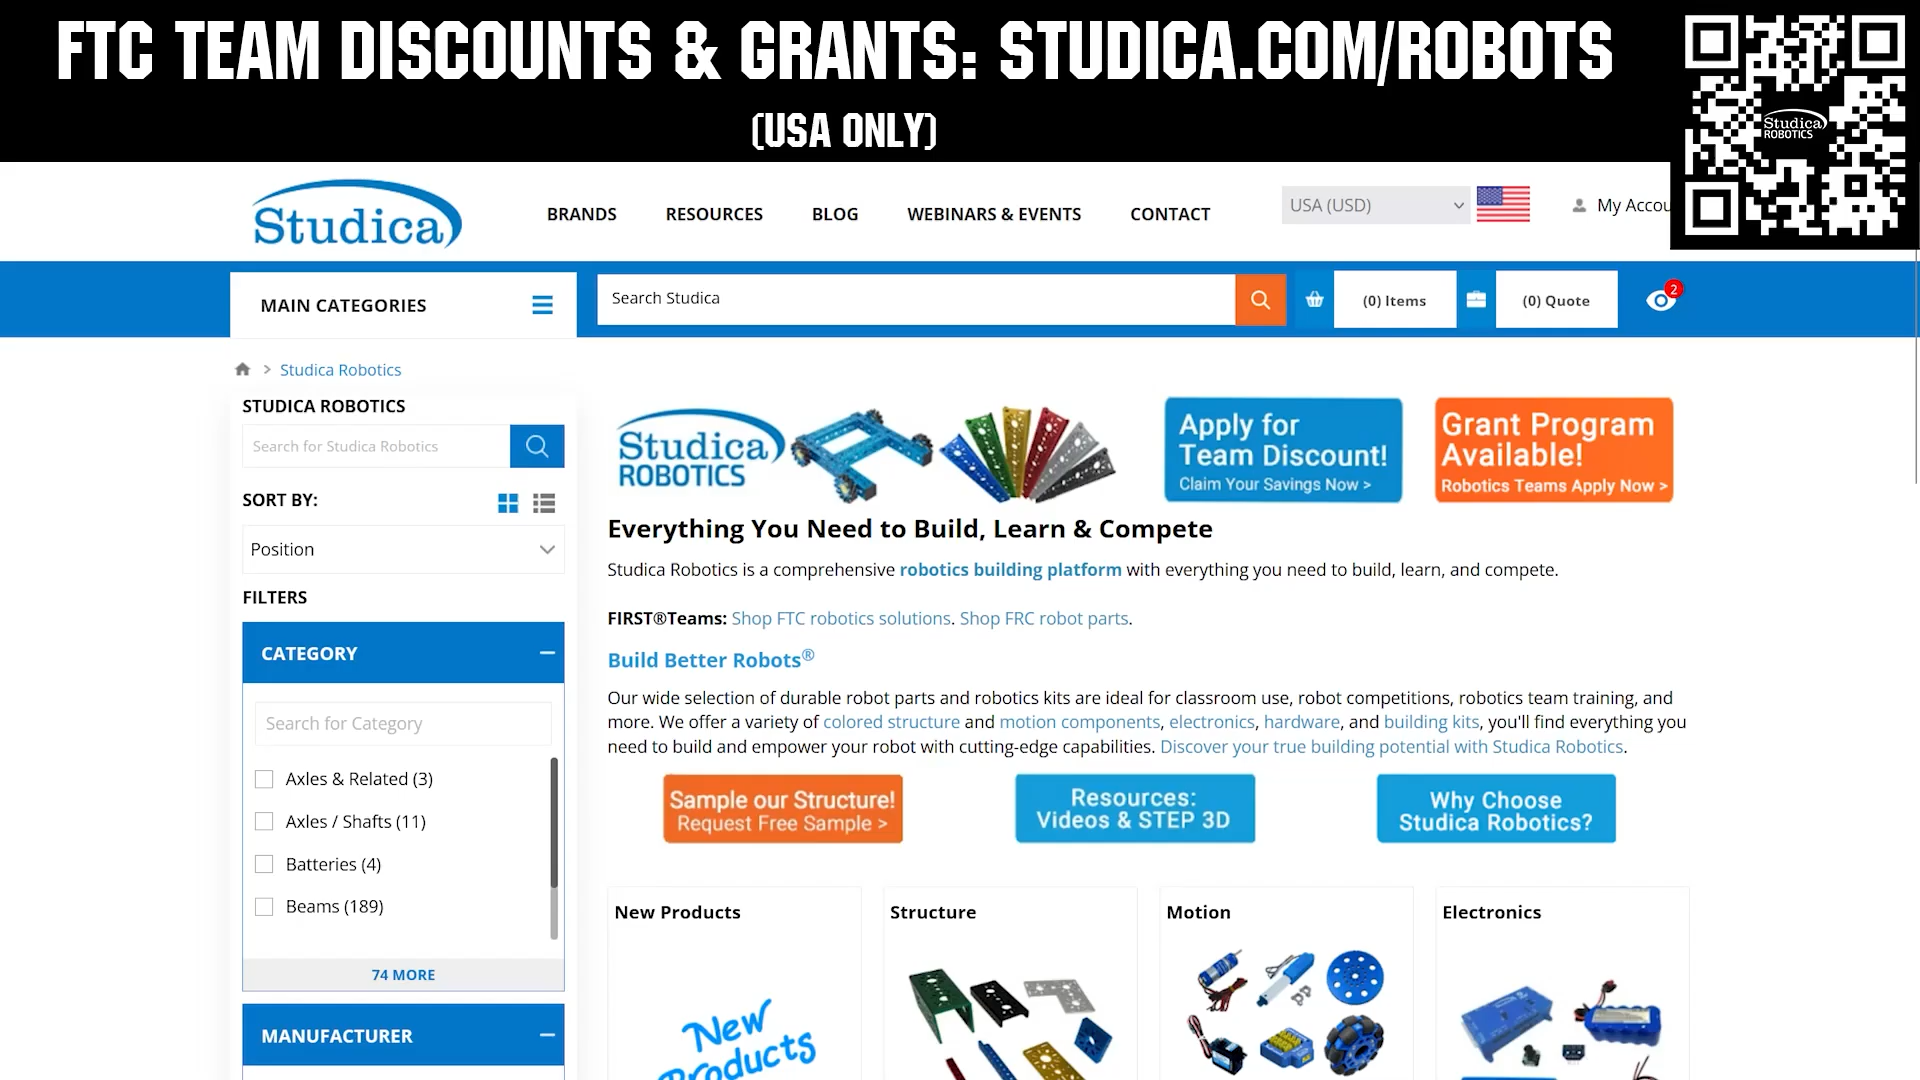 FTC TEAM DISCOUNTS & GRANTS: STUDICA.COM/ROBOTS
(USA ONLY)
Studica
ROBOTICS
Studica
BRANDS
RESOURCES
BLOG
WEBINARS & EVENTS
CONTACT
USA (USD)
My Accou
MAIN CATEGORIES
Search Studica
(0) Items
(0) Quote
2
> Studica Robotics
STUDICA ROBOTICS
Search for Studica Robotics
SORT BY:
Position
FILTERS
CATEGORY
Search for Category
Axles & Related (3)
Axles / Shafts (11)
Batteries (4)
Beams (189)
74 MORE
MANUFACTURER
Studica
ROBOTICS
Apply for
Team Discount!
Claim Your Savings Now >
Grant Program
Available!
Robotics Teams Apply Now >
Everything You Need to Build, Learn & Compete
Studica Robotics is a comprehensive robotics building platform with everything you need to build, learn, and compete.
FIRST®Teams: Shop FTC robotics solutions. Shop FRC robot parts.
Build Better Robots®
Our wide selection of durable robot parts and robotics kits are ideal for classroom use, robot competitions, robotics team training, and
more. We offer a variety of colored structure and motion components, electronics, hardware, and building kits, you'll find everything you
need to build and empower your robot with cutting-edge capabilities. Discover your true building potential with Studica Robotics.
Sample our Structure!
Request Free Sample >
Resources:
Videos & STEP 3D
Why Choose
Studica Robotics?
New Products
Structure
Motion
Electronics
New
Products